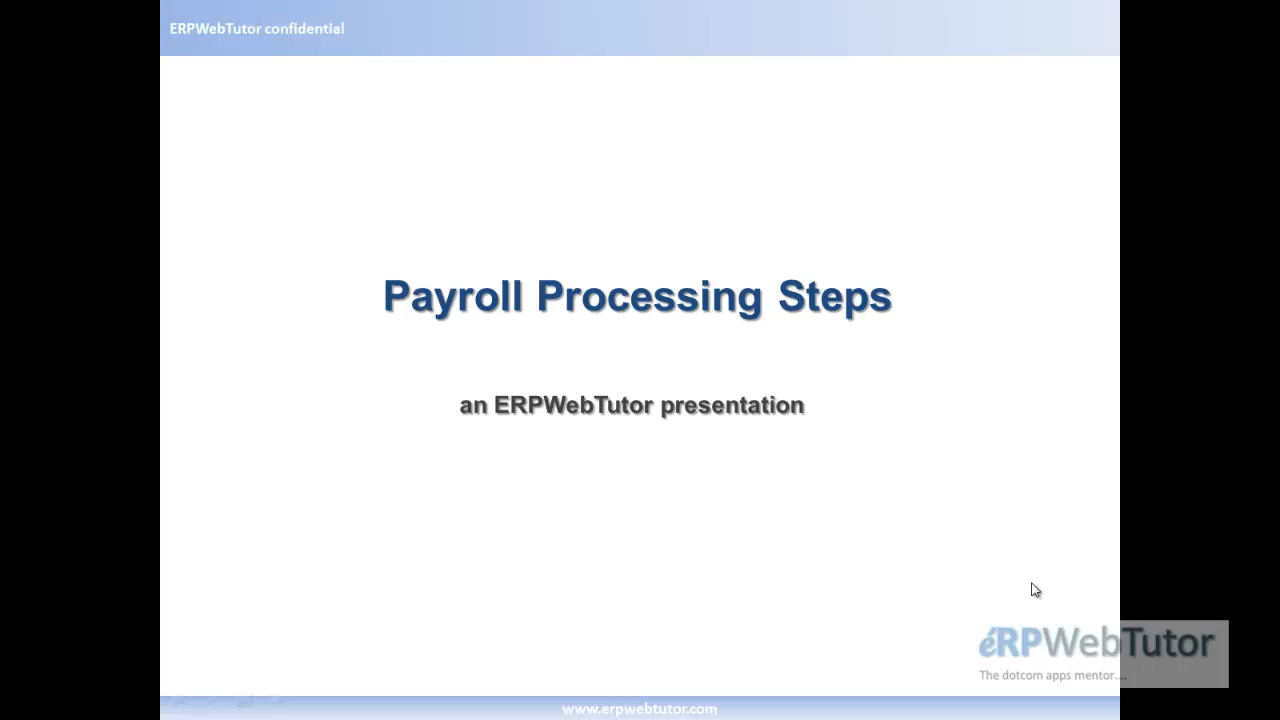 ERPWebTutor confidential
Payroll Processing Steps
an ERPWebTutor presentation
eRPWebTutor
The dotcom apps mentor....
www.erpwebtutor.com